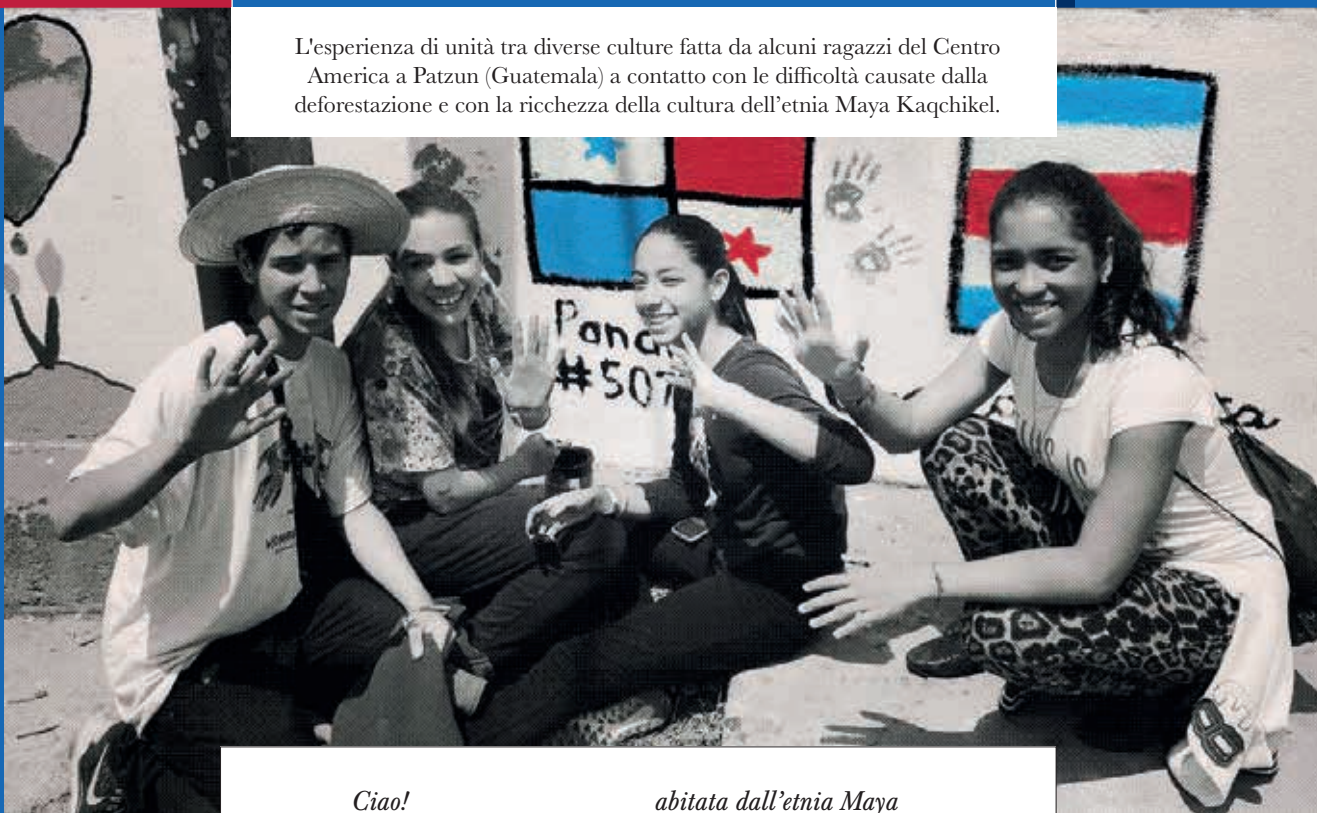 L'esperienza di unità tra diverse culture fatta da alcuni ragazzi del Centro
America a Patzun (Guatemala) a contatto con le difficoltà causate dalla
deforestazione e con la ricchezza della cultura dell'etnia Maya Kaqchikel.
#507
Ciao!
abitata dall'etnia Maya